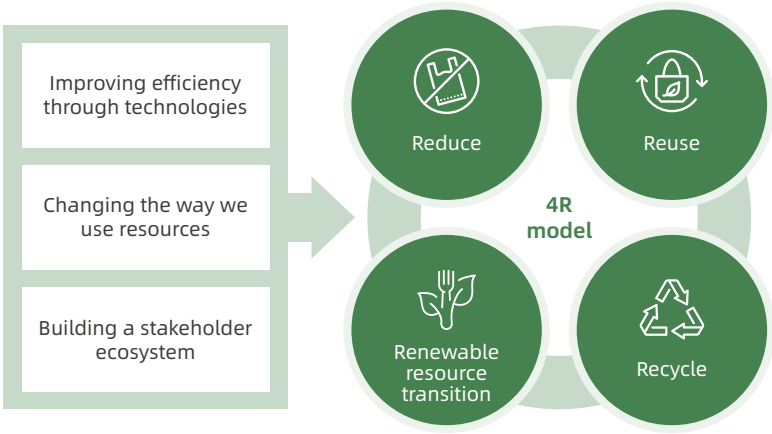 Improving efficiency
through technologies
Changing the way we
use resources
Building a stakeholder
ecosystem
Reduce
Reuse
4R
model
Renewable
resource
transition
Recycle